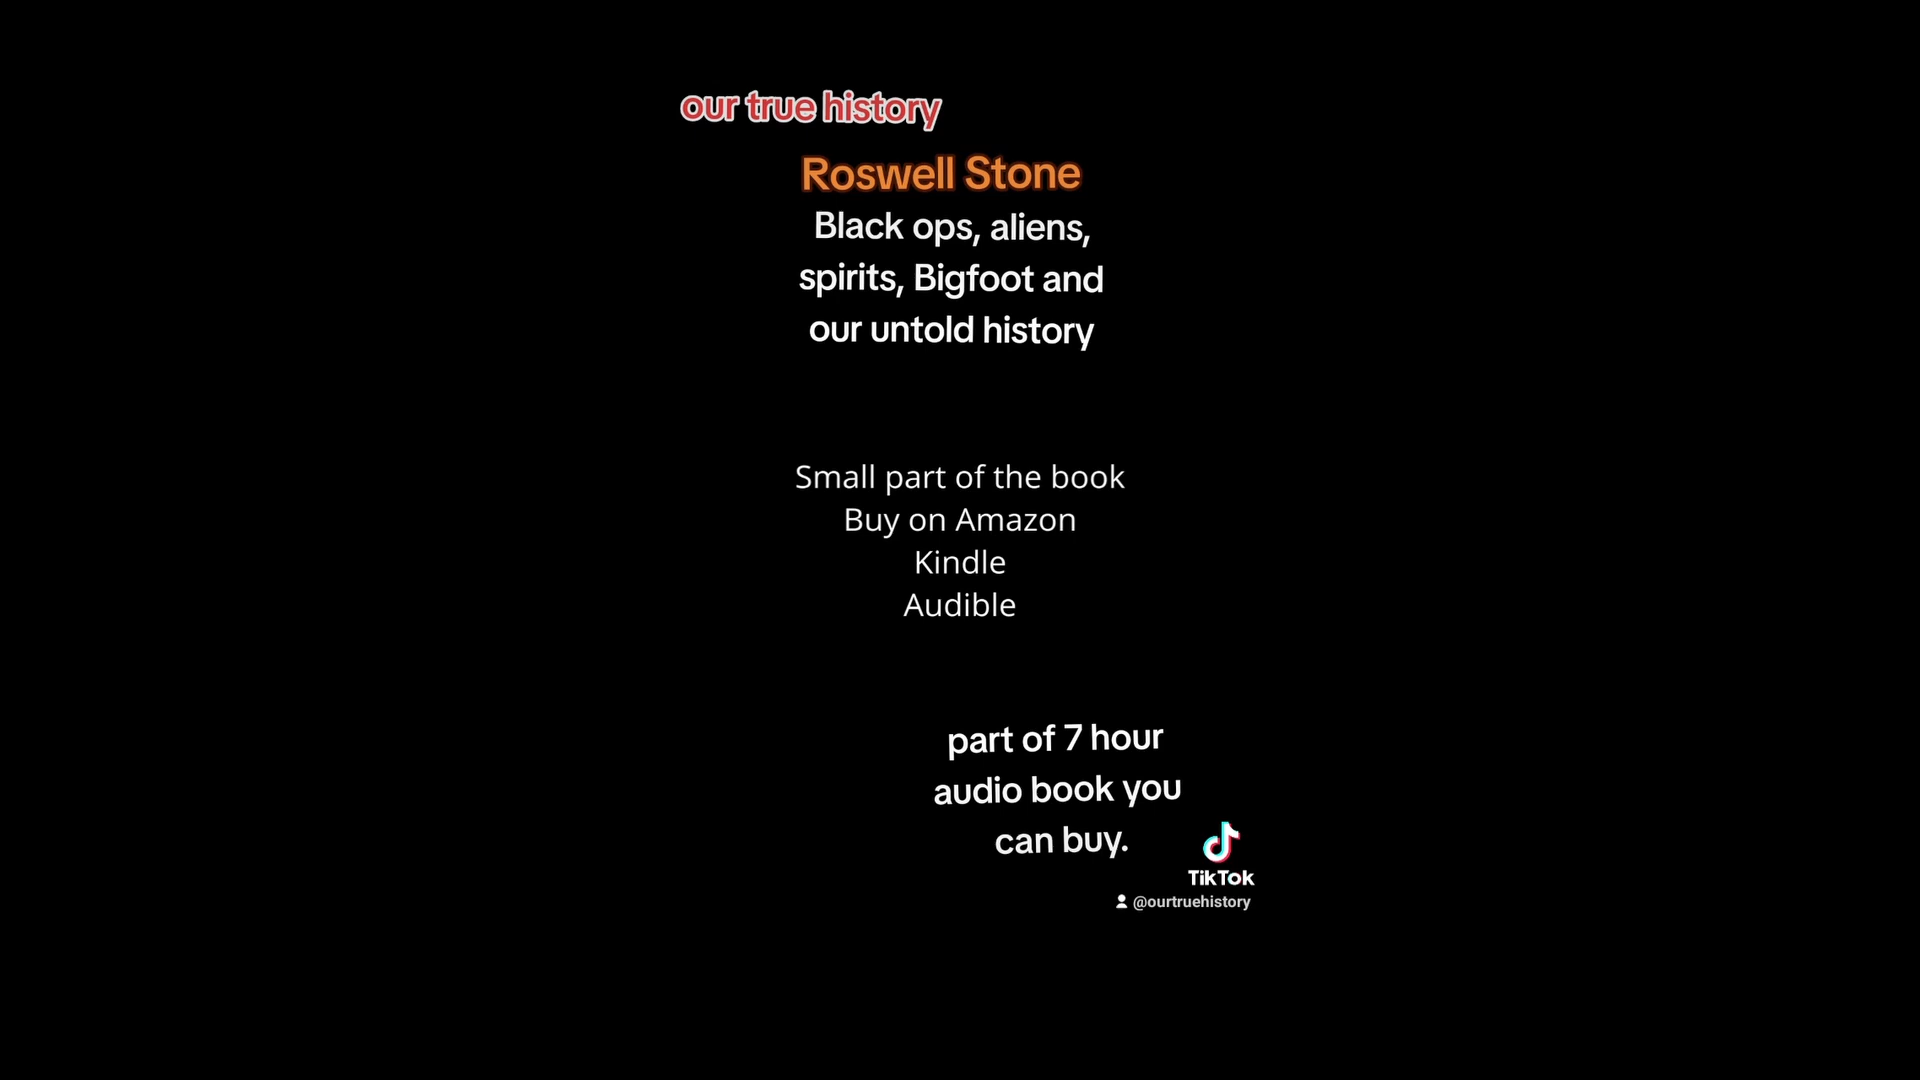 our true history
Roswell Stone
Black ops, aliens,
spirits, Bigfoot and
our untold history
Small part of the book
Buy on Amazon
Kindle
Audible
part of 7 hour
audio book you
can buy.
TikTok
@ourtruehistory